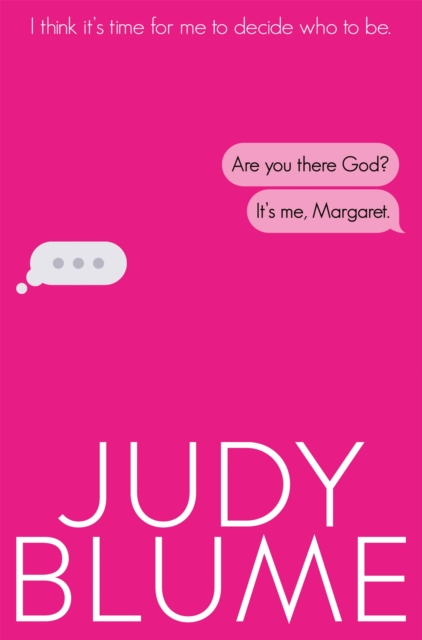 I think it's time for me to decide who to be.
Are you there God?
It's me, Margaret.
JUDY
BLUME